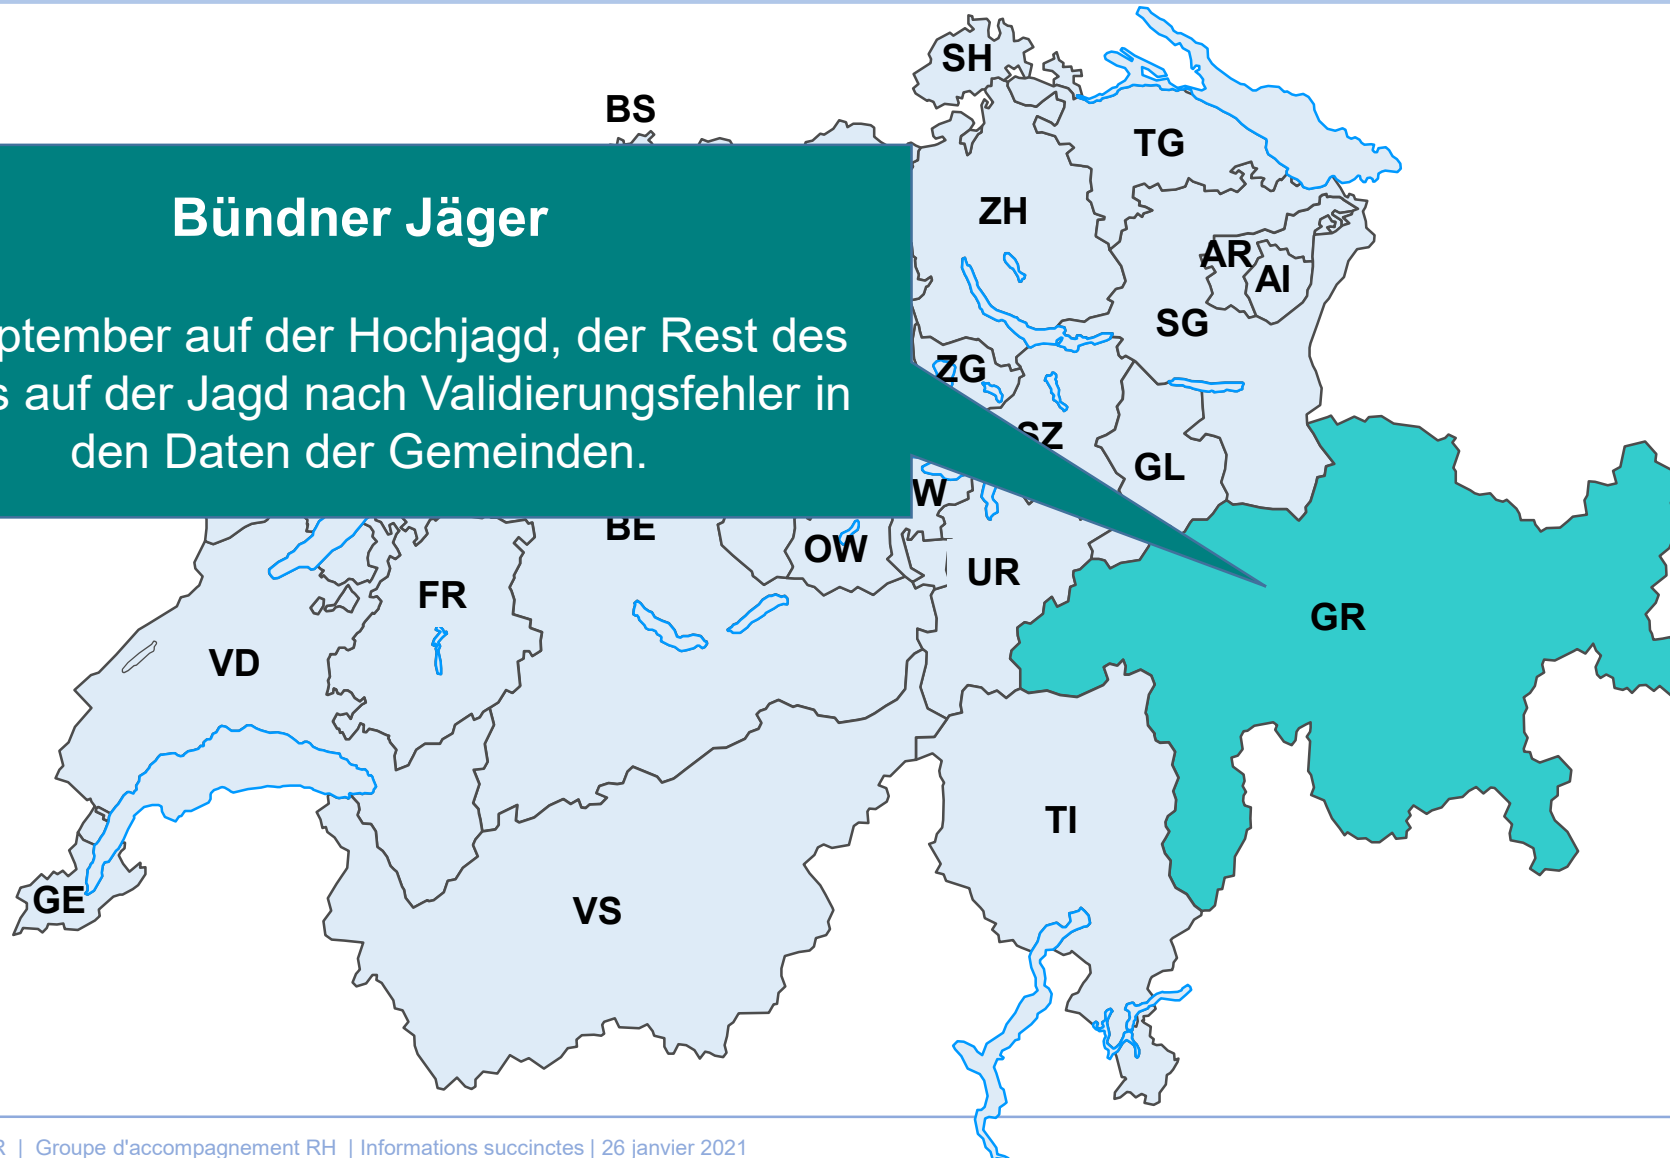 SH
BS
TG
Bündner Jäger
ZH
AR
AI
ptember auf der Hochjagd, der Rest des
SG
ZG
s auf der Jagd nach Validierungsfehler in
SZ
den Daten der Gemeinden.
GL
W
BE
OW
UR
FR
GR
VD
TI
GE
VS
R | Groupe d'accompagnement RH | Informations succinctes | 26 janvier 2021